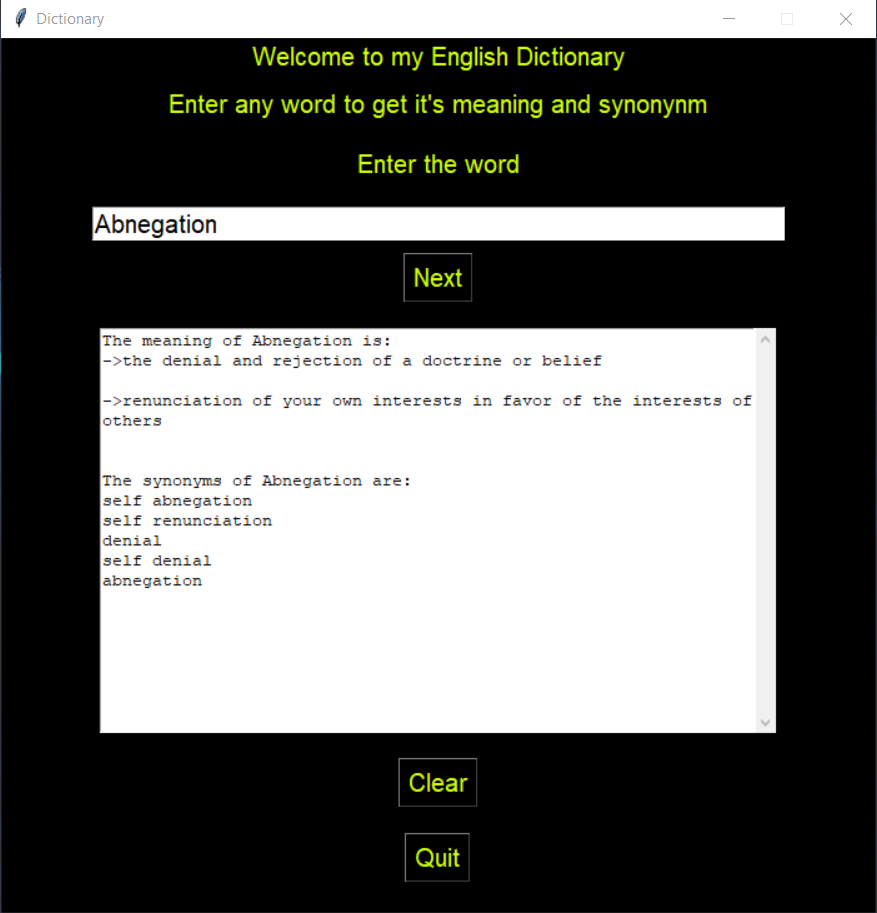 Dictionary
Welcome to my English Dictionary
Enter any word to get it's meaning and synonynm
Enter the word
Abnegation
Next
The meaning of Abnegation is:
->the denial and rejection of a doctrine or belief
->renunciation of your own interests in favor of the interests of
others
The synonyms of Abnegation are:
self abnegation
self renunciation
denial
self denial
abnegation
Clear
Quit